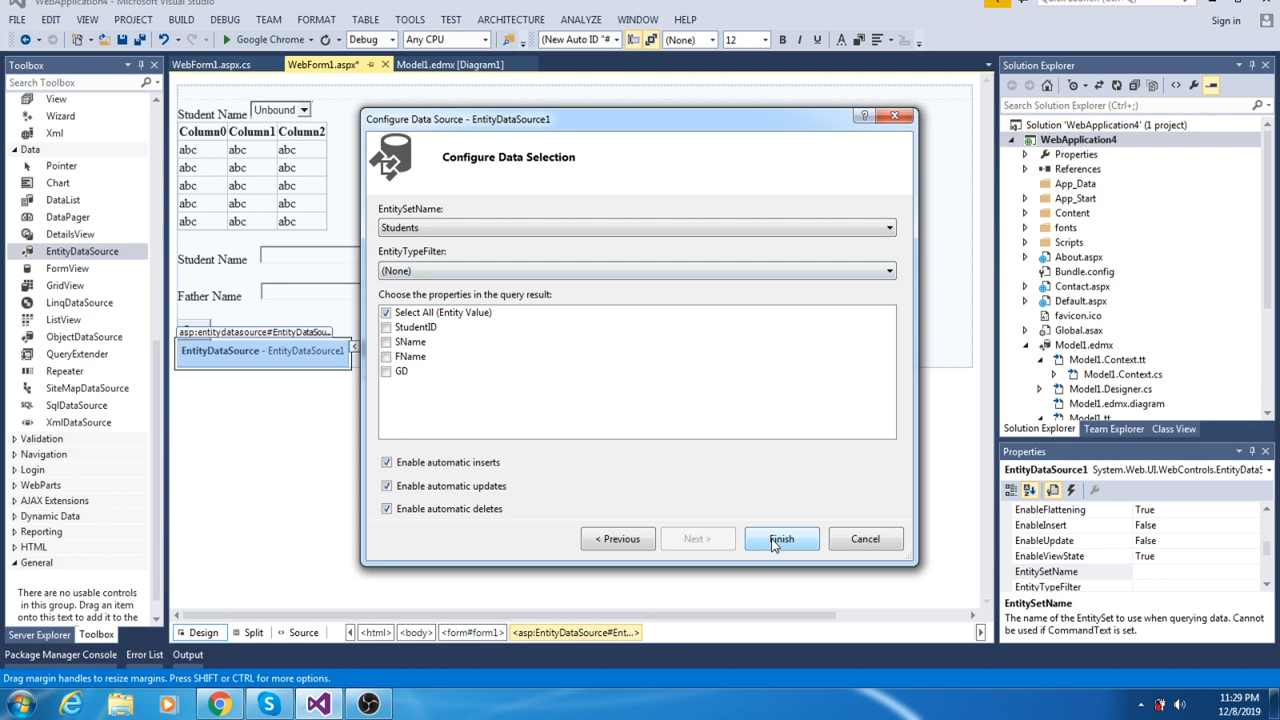 WebApplication4 - Microsoft Visual Studio
Quick Launch (Ctrl+Q)
FILE EDIT VIEW PROJECT BUILD DEBUG TEAM FORMAT TABLE TOOLS TEST ARCHITECTURE ANALYZE WINDOW HELP
Sign in
Google Chrome Debug Any CPU (New Auto ID "# (None) 12 B I U A
Toolbox
Search Toolbox
View
Wizard
Xml
Data
Pointer
Chart
DataList
DataPager
DetailsView
EntityDataSource
FormView
GridView
LinqDataSource
ListView
ObjectDataSource
QueryExtender
Repeater
SiteMapDataSource
SqlDataSource
XmlDataSource
Validation
Navigation
Login
WebParts
AJAX Extensions
Dynamic Data
Reporting
HTML
General
There are no usable controls
in this group. Drag an item
onto this text to add it to the
Server Explorer Toolbox
WebForm1.aspx.cs WebForm1.aspx* Model1.edmx [Diagram1]
Student Name Unbound
Column0 Column1 Column2
abc abc abc
abc abc abc
abc abc abc
abc abc abc
abc abc abc
Student Name
Father Name
asp:entitydatasource#EntityDataSou...
EntityDataSource - EntityDataSource1
Configure Data Source - EntityDataSource1
Configure Data Selection
EntitySetName:
Students
EntityTypeFilter:
(None)
Choose the properties in the query result:
Select All (Entity Value)
StudentID
SName
FName
GD
Enable automatic inserts
Enable automatic updates
Enable automatic deletes
< Previous Next > Finish Cancel
Design Split Source <html> <body> <form#form1> <asp:EntityDataSource#Ent...>
Solution Explorer
Search Solution Explorer (Ctrl+;)
Solution 'WebApplication4' (1 project)
WebApplication4
Properties
References
App_Data
App_Start
Content
fonts
Scripts
About.aspx
Bundle.config
Contact.aspx
Default.aspx
favicon.ico
Global.asax
Model1.edmx
Model1.Context.tt
Model1.Context.cs
Model1.Designer.cs
Model1.edmx.diagram
Model1.tt
Solution Explorer Team Explorer Class View
Properties
EntityDataSource1 System.Web.UI.WebControls.EntityDataS
EnableFlattening True
EnableInsert False
EnableUpdate False
EnableViewState True
EntitySetName
EntityTypeFilter
EntitySetName
The name of the EntitySet to use when querying data. Cannot
be used if CommandText is set.
Package Manager Console Error List Output
Drag margin handles to resize margins. Press SHIFT or CTRL for more options.
11:29 PM
12/8/2019